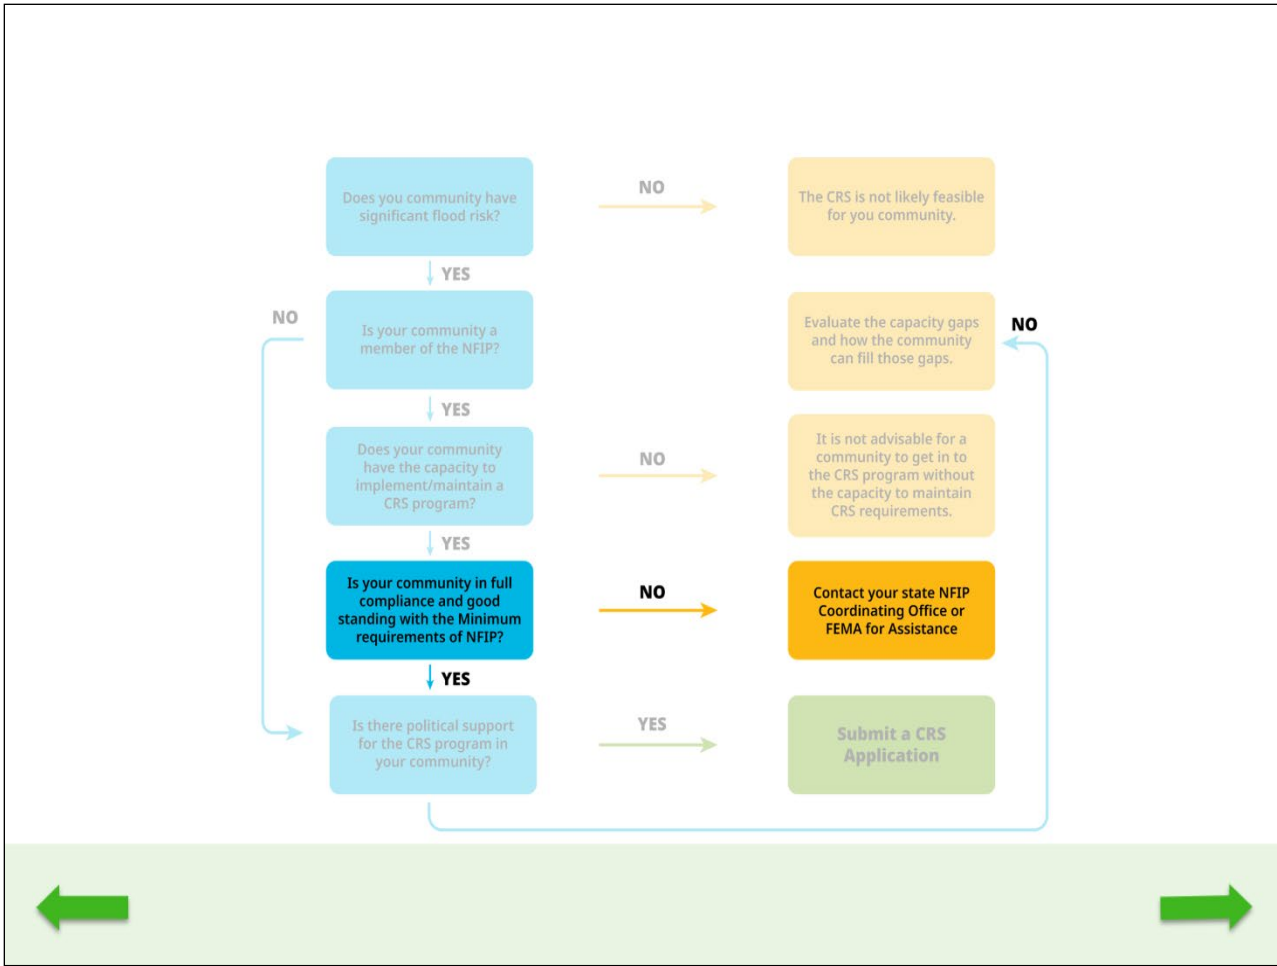 Does you community have
significant flood risk?
NO
The CRS is not likely feasible
for you community.
YES
NO
Is your community a
member of the NFIP?
Evaluate the capacity gaps
and how the community
can fill those gaps.
NO
YES
Does your community
have the capacity to
implement/maintain a
CRS program?
NO
It is not advisable for a
community to get in to
the CRS program without
the capacity to maintain
CRS requirements.
YES
Is your community in full
compliance and good
standing with the Minimum
requirements of NFIP?
NO
Contact your state NFIP
Coordinating Office or
FEMA for Assistance
YES
Is there political support
for the CRS program in
your community?
YES
Submit a CRS
Application